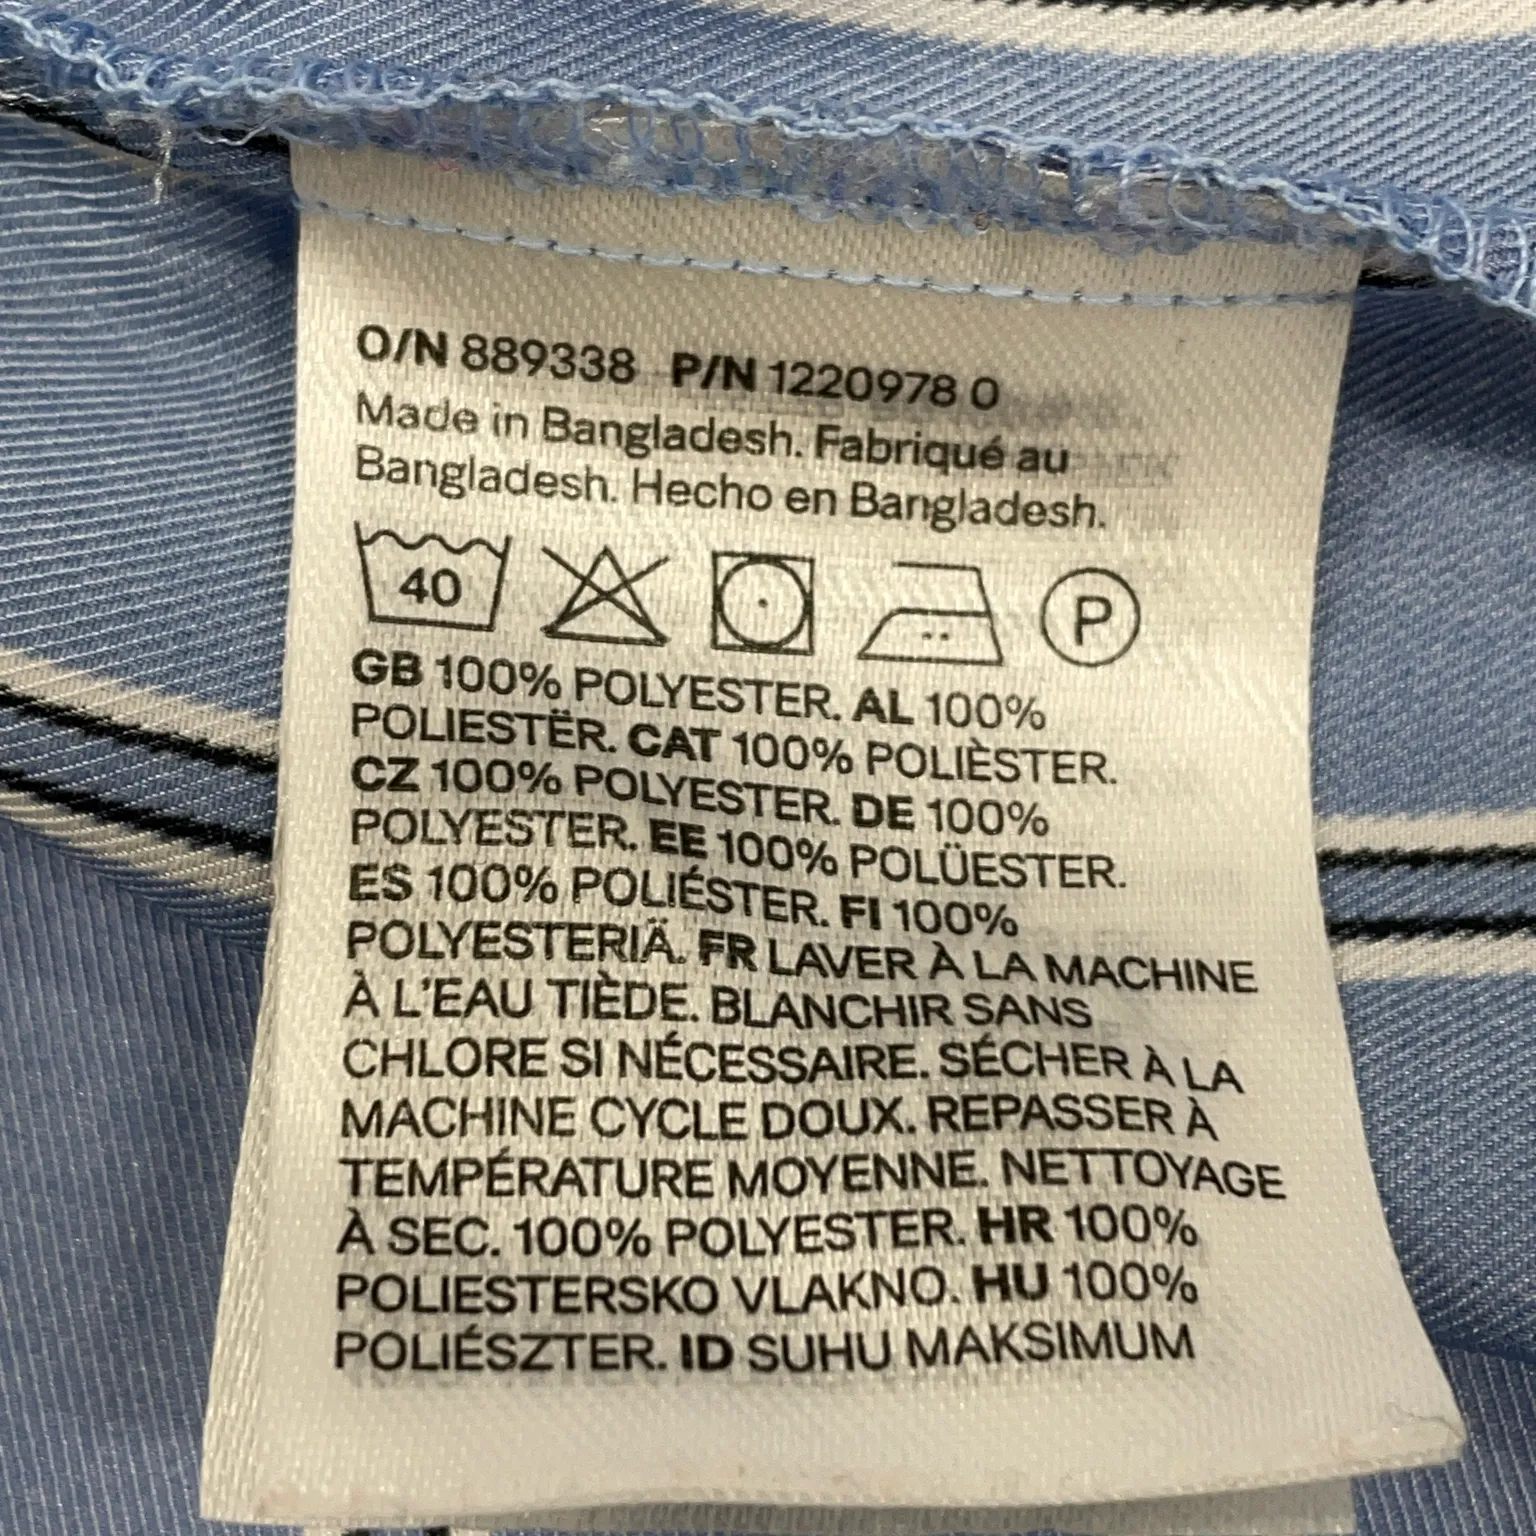 O/N 889338 P/N 1220978 0
Made in Bangladesh. Fabriqué au
Bangladesh. Hecho en Bangladesh.
40 P
GB 100% POLYESTER. AL 100%
POLIESTËR. CAT 100% POLIÈSTER.
CZ 100% POLYESTER. DE 100%
POLYESTER. EE 100% POLÜESTER.
ES 100% POLIÉSTER. FI 100%
POLYESTERIÄ. FR LAVER À LA MACHINE
À L'EAU TIÈDE. BLANCHIR SANS
CHLORE SI NÉCESSAIRE. SÉCHER À LA
MACHINE CYCLE DOUX. REPASSER À
TEMPÉRATURE MOYENNE. NETTOYAGE
À SEC. 100% POLYESTER. HR 100%
POLIESTERSKO VLAKNO. HU 100%
POLIÉSZTER. ID SUHU MAKSIMUM